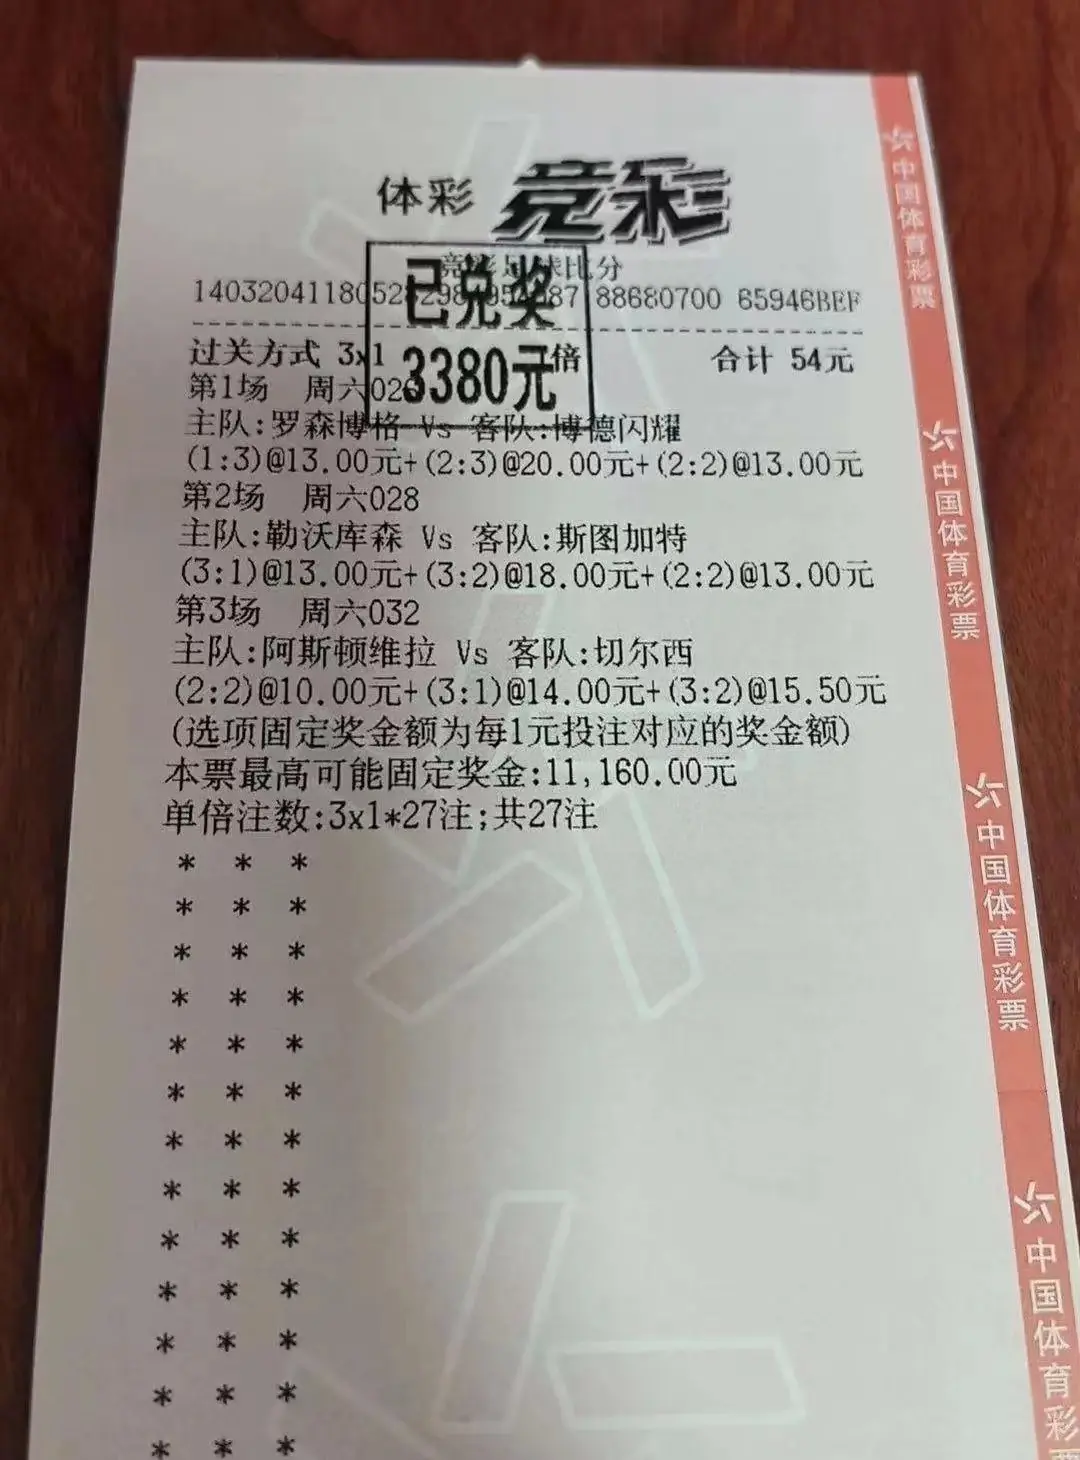 体彩 竞彩
竞彩足球比分
已兑奖
3380元
88680700 65946BEF
过关方式 3x1 倍 合计 54元
第1场 周六
主队:罗森博格 Vs 客队:博德闪耀
(1:3)@13.00元+(2:3)@20.00元+(2:2)@13.00元
第2场 周六028
主队:勒沃库森 Vs 客队:斯图加特
(3:1)@13.00元+(3:2)@18.00元+(2:2)@13.00元
第3场 周六032
主队:阿斯顿维拉 Vs 客队:切尔西
(2:2)@10.00元+(3:1)@14.00元+(3:2)@15.50元
(选项固定奖金额为每1元投注对应的奖金额)
本票最高可能固定奖金:11,160.00元
单倍注数:3x1*27注;共27注
* * *
* * *
* * *
* * *
* * *
* * *
* * *
* * *
* * *
* * *
* * *
* * *
* * *
中国体育彩票
中国体育彩票
中国体育彩票
中国体育彩票